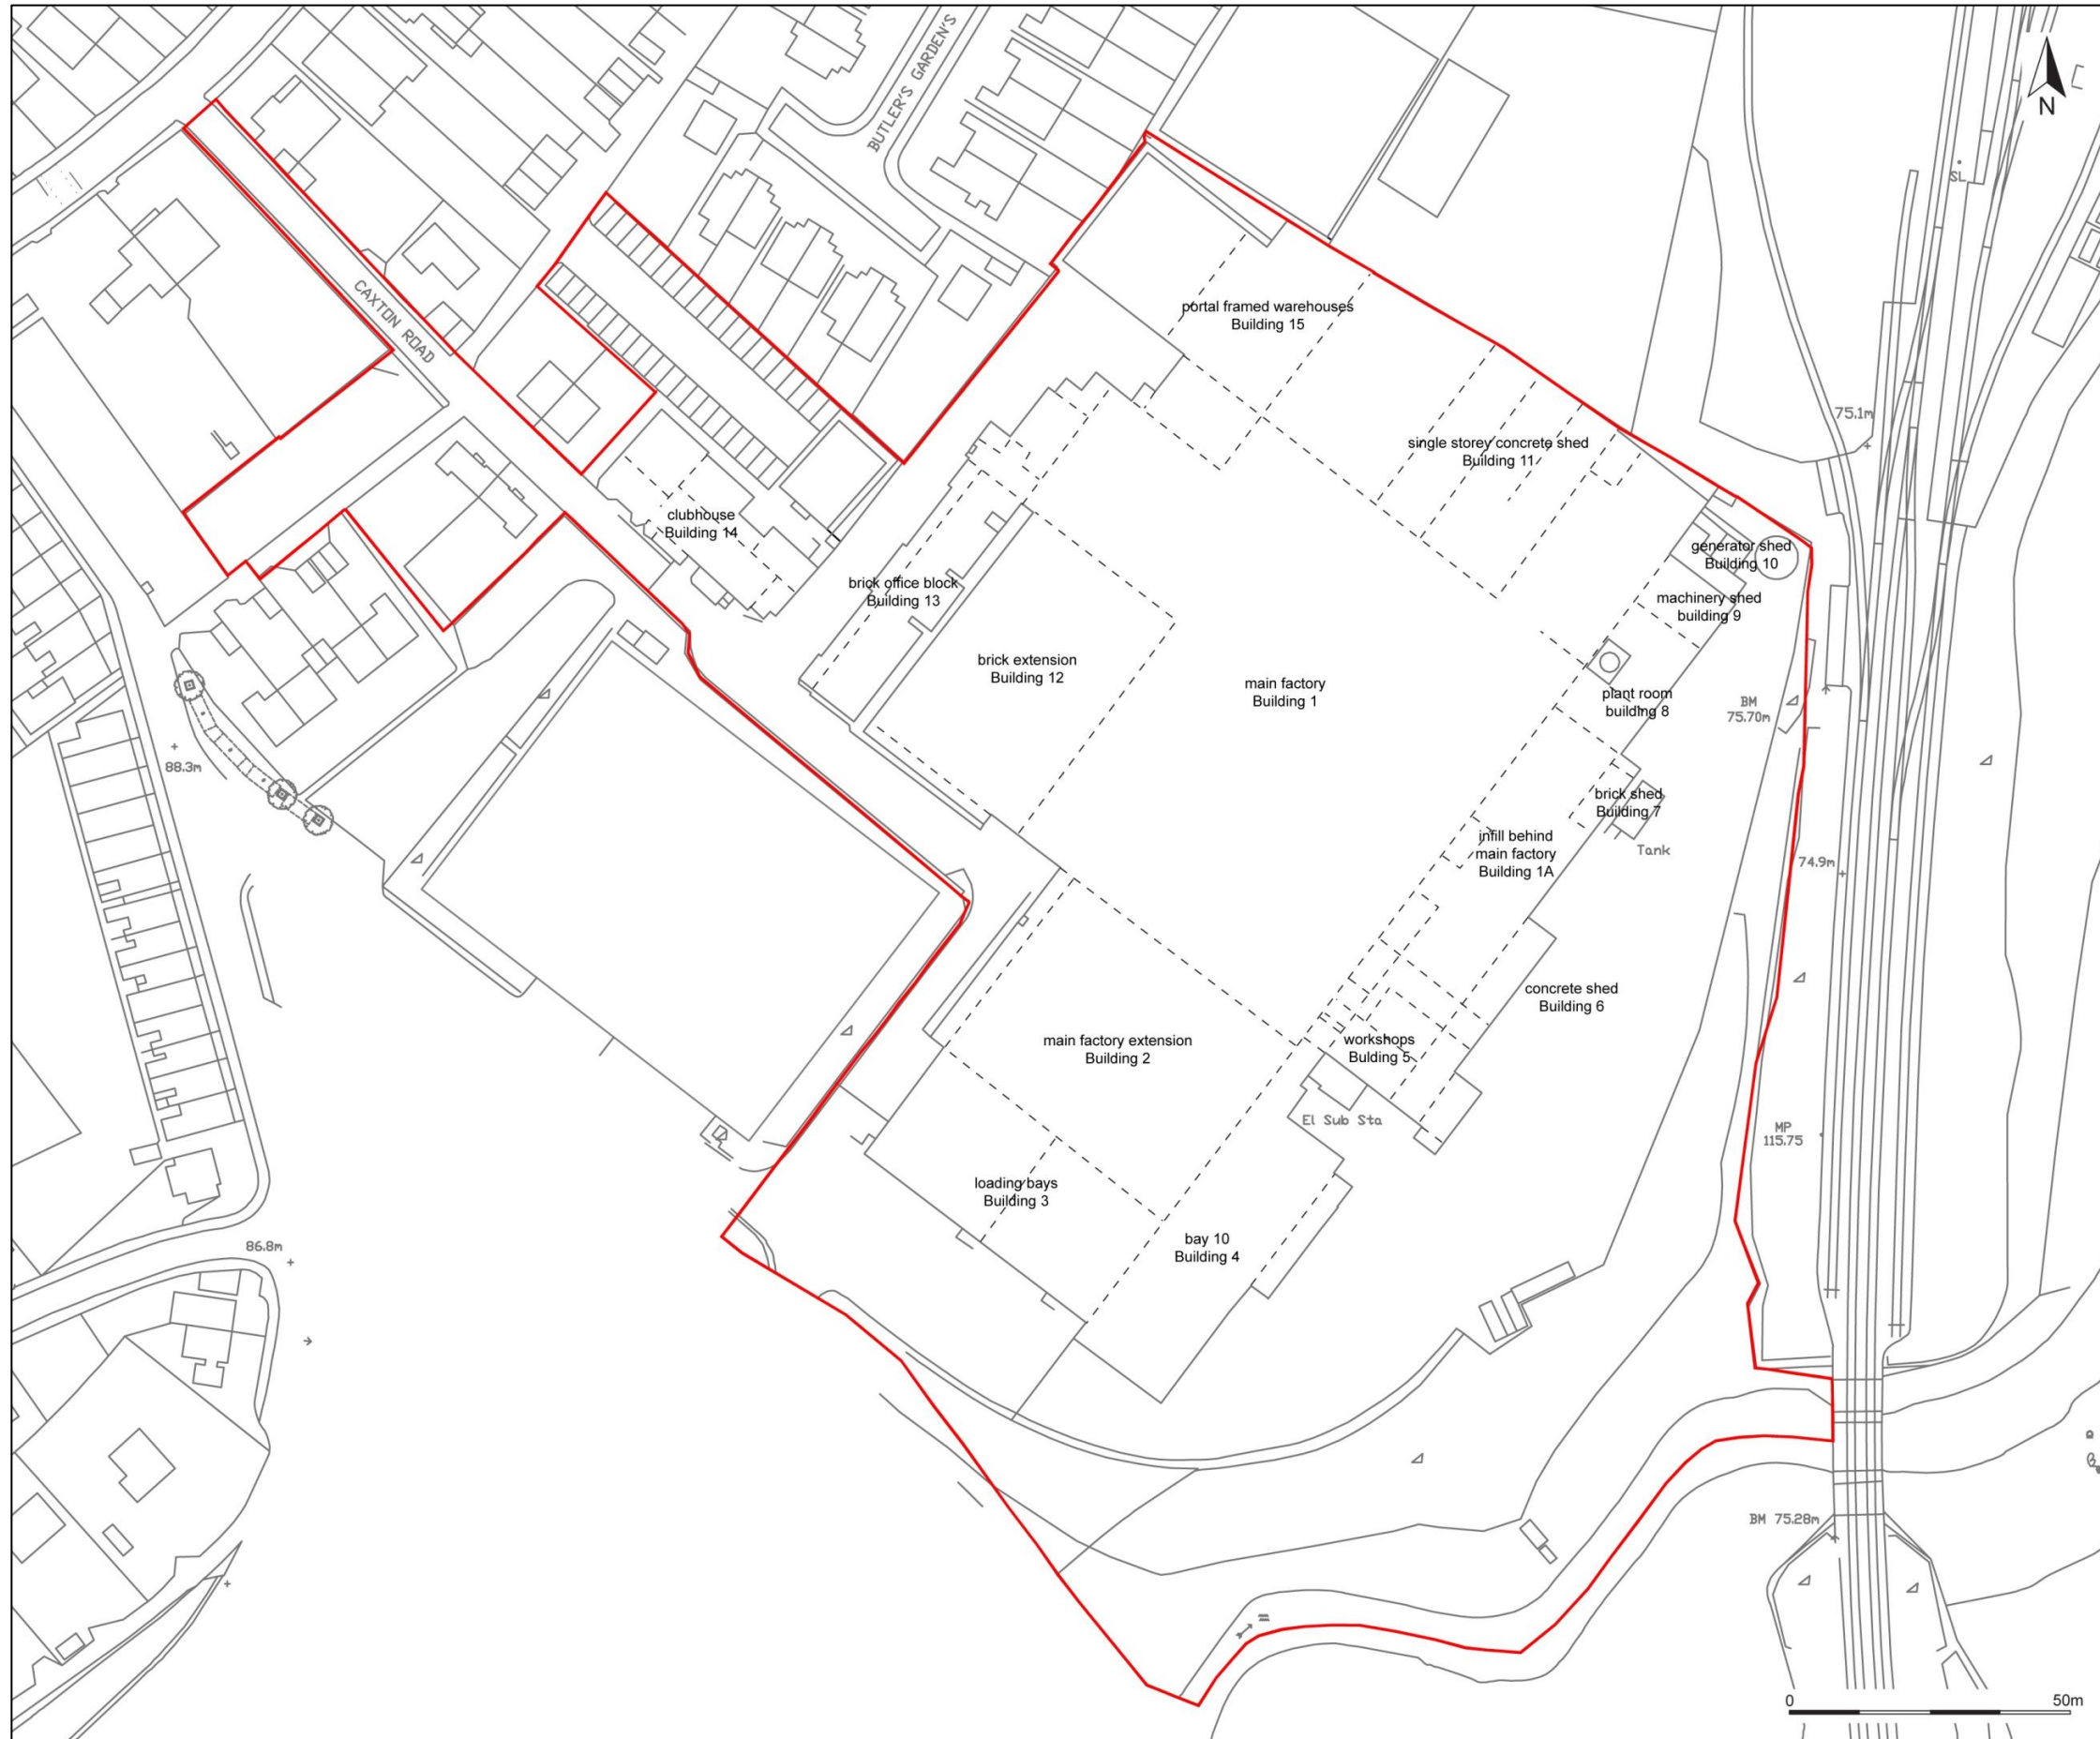 BUTLER'S GARDEN'S
N
SL
CAXTON ROAD
portal framed warehouses
Building 15
75.1m
single storey concrete shed
Building 11
clubhouse
Building 14
generator shed
Building 10
brick office block
Building 13
machinery shed
building 9
brick extension
Building 12
main factory
Building 1
plant room
building 8
BM
75.70m
88.3m
brick shed
Building 7
infill behind
main factory
Building 1A
Tank
74.9m
concrete shed
Building 6
main factory extension
Building 2
workshops
Bulding 5
El Sub Sta
MP
115.75
loading bays
Building 3
bay 10
Building 4
86.8m
BM 75.28m
0
50m